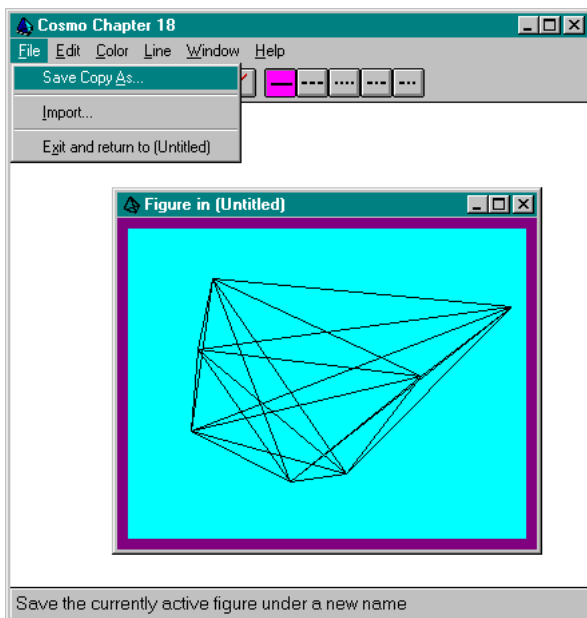 Cosmo Chapter 18
File Edit Color Line Window Help
Save Copy As...
Import...
Exit and return to (Untitled)
Figure in (Untitled)
Save the currently active figure under a new name